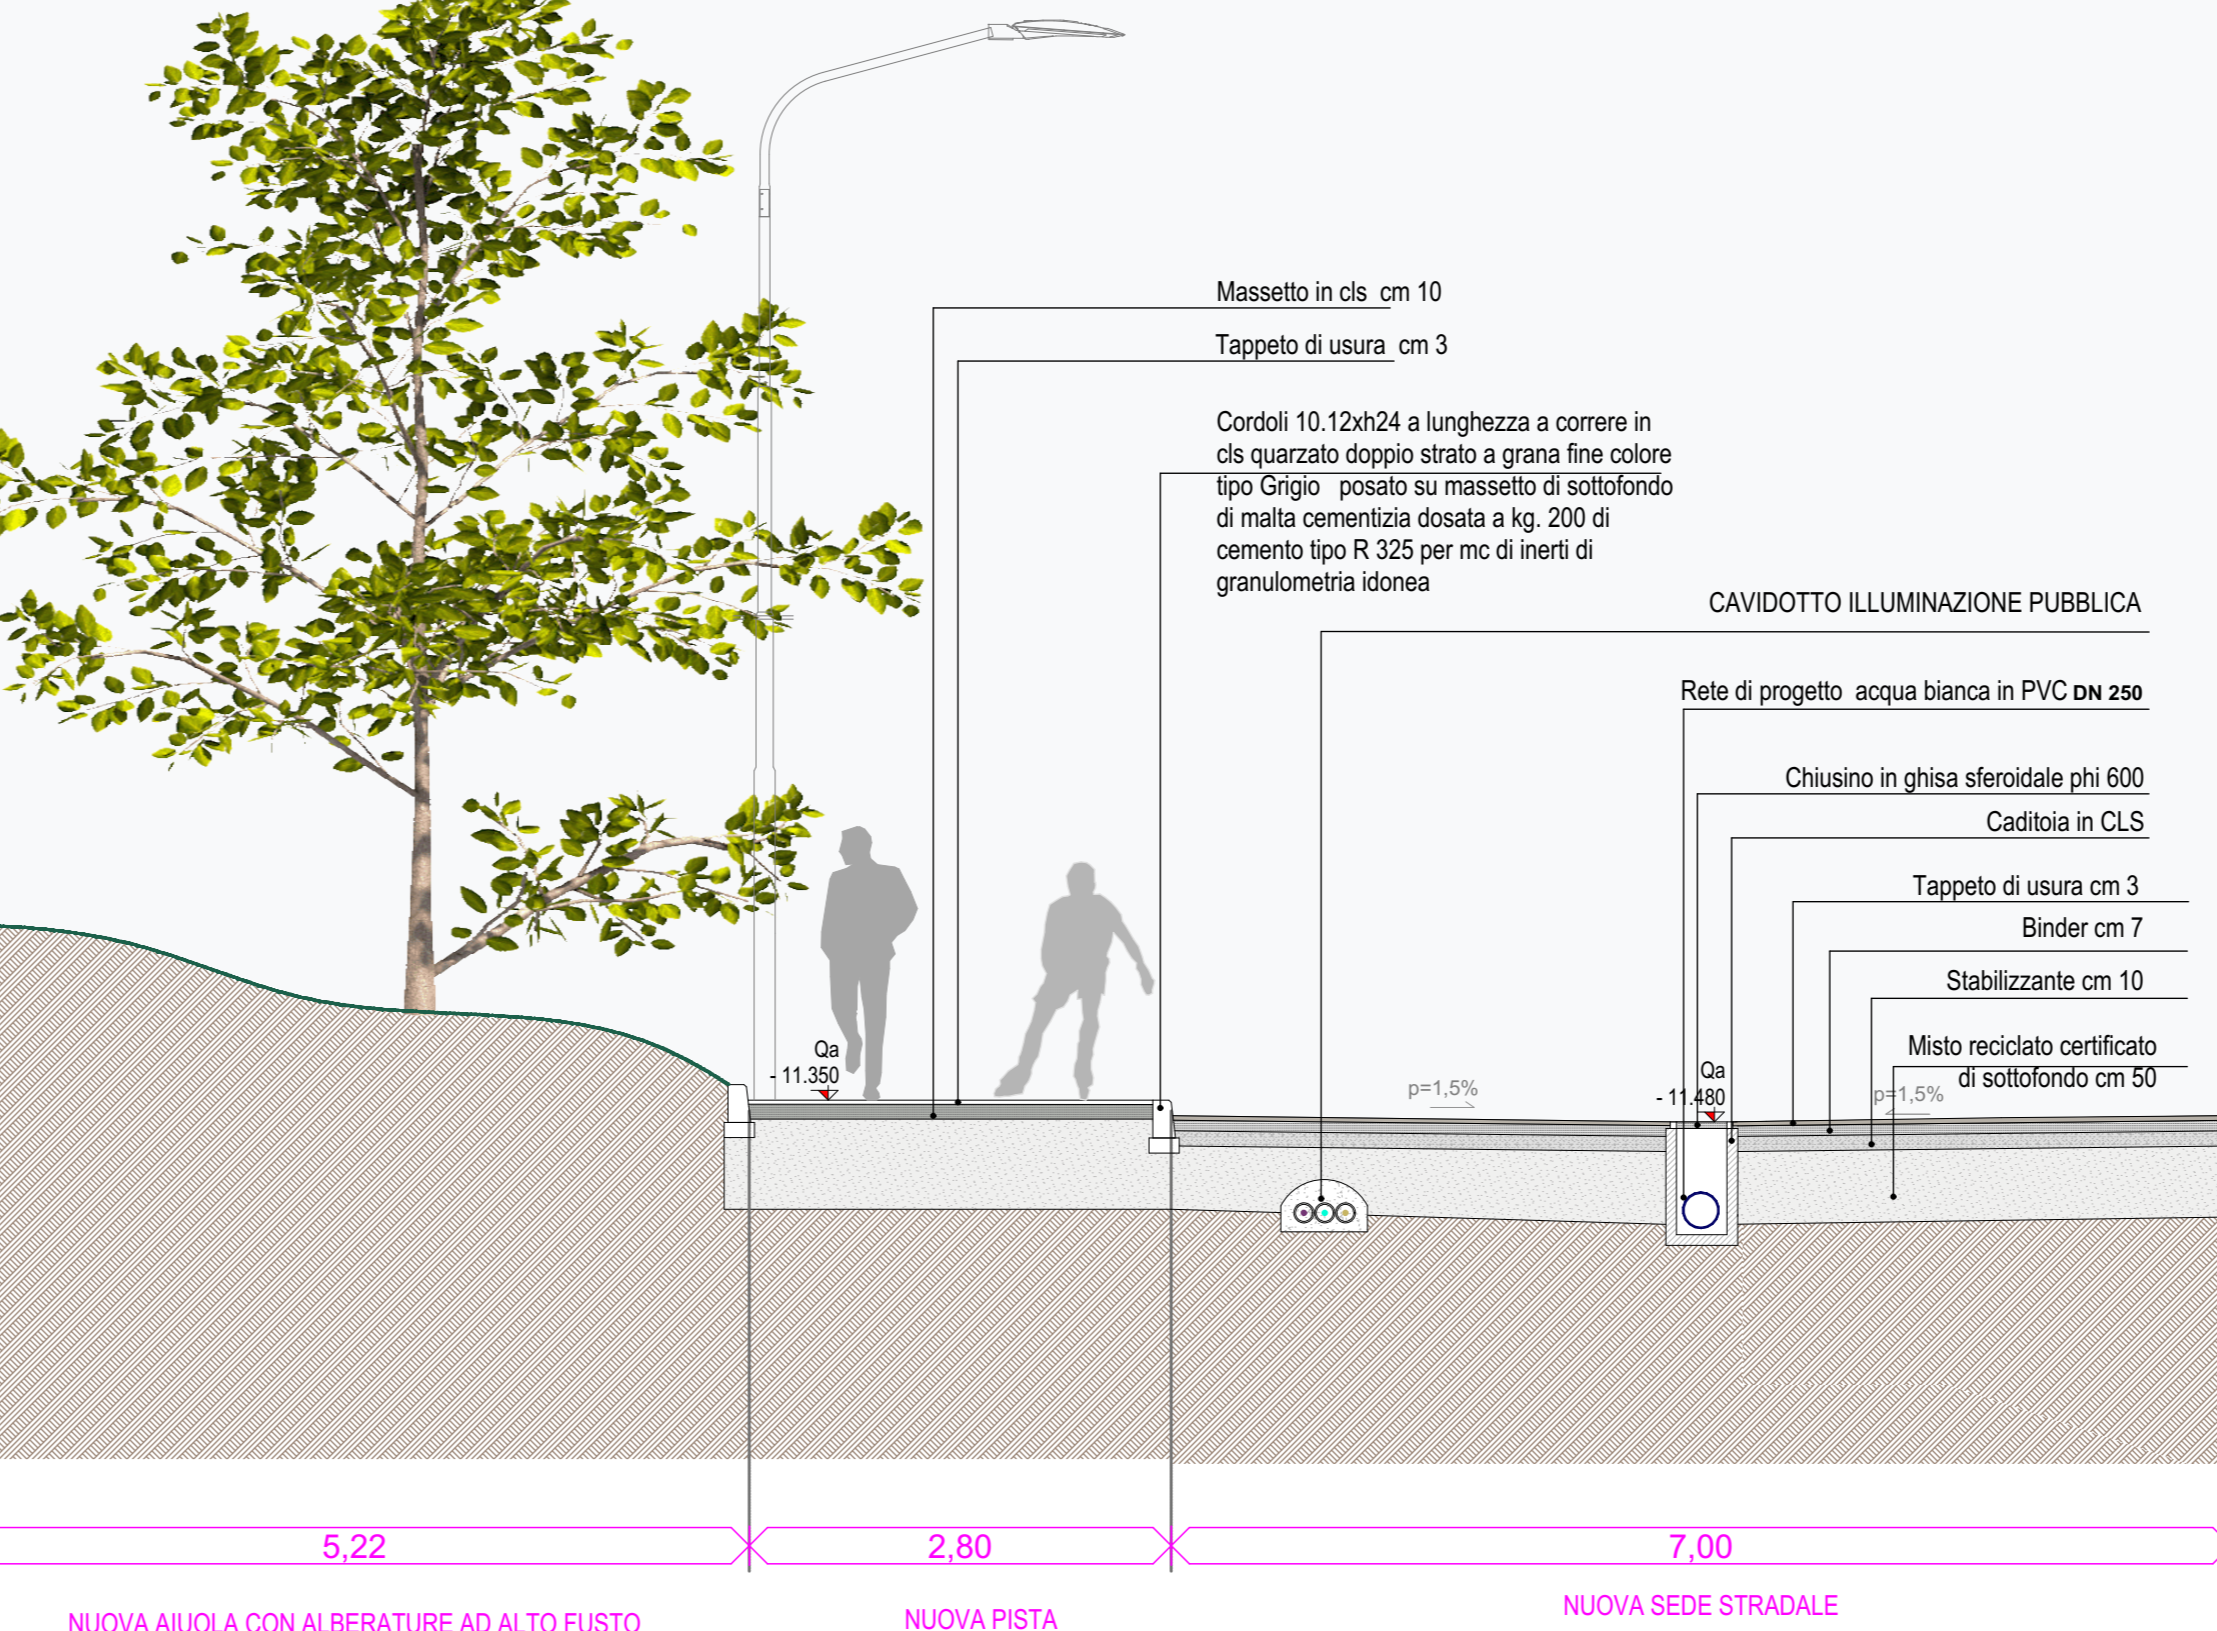 Massetto in cls cm 10
Tappeto di usura cm 3
Cordoli 10.12xh24 a lunghezza a correre in
cls quarzato doppio strato a grana fine colore
tipo Grigio posato su massetto di sottofondo
di malta cementizia dosata a kg. 200 di
cemento tipo R 325 per mc di inerti di
granulometria idonea
CAVIDOTTO ILLUMINAZIONE PUBBLICA
Rete di progetto acqua bianca in PVC DN 250
Chiusino in ghisa sferoidale phi 600
Caditoia in CLS
Tappeto di usura cm 3
Binder cm 7
Stabilizzante cm 10
Misto reciclato certificato
di sottofondo cm 50
Qa
- 11.350
p=1,5%
Qa
- 11.480
p=1,5%
5,22
2,80
7,00
NUOVA AIUOLA CON ALBERATURE AD ALTO FUSTO
NUOVA PISTA
NUOVA SEDE STRADALE